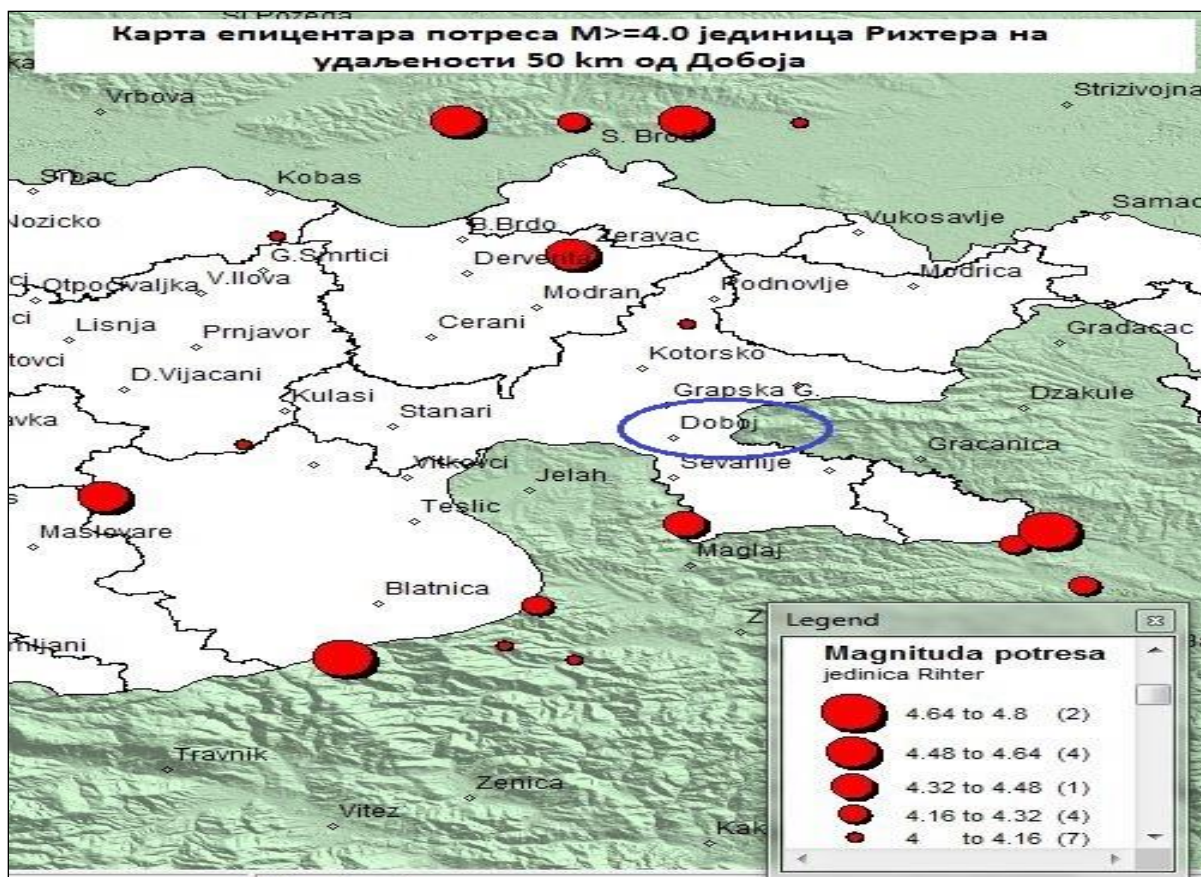 Sl.Pozega
Карта епицентара потреса М>=4.0 јединица Рихтера на
удаљености 50 km од Добоја
Vrbova
Strizivojna
S. Brod
Srbac
Kobas
Samac
Nozicko
B.Brdo
Zeravac
Vukosavlje
G.Smrtici
Derventa
Modrica
Otpocivaljka
V.Ilova
Modran
Podnovlje
Lisnja
Prnjavor
Cerani
Gradacac
Kotorsko
D.Vijacani
Kulasi
Grapska G.
Dzakule
Stanari
Doboj
Gracanica
Vitkovci
Jelah
Sevarlije
Teslic
Maslovare
Maglaj
Blatnica
Legend
Magnituda potresa
jedinica Rihter
4.64 to 4.8 (2)
4.48 to 4.64 (4)
4.32 to 4.48 (1)
4.16 to 4.32 (4)
4 to 4.16 (7)
Travnik
Zenica
Vitez